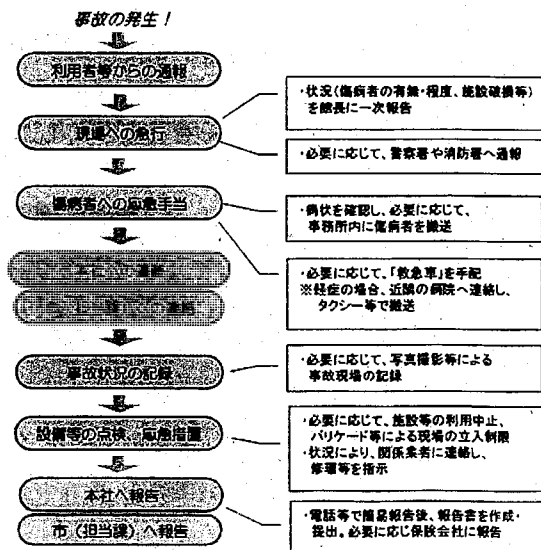 事故の発生！
利用者等からの通報
現場への急行
・状況(傷病者の有無・程度、施設破損等)
を館長に一次報告
・必要に応じて、警察署や消防署へ通報
傷病者への応急手当
・病状を確認し、必要に応じて、
事務所内に傷病者を搬送
・必要に応じて、「救急車」を手配
※軽症の場合、近隣の病院へ連絡し、
タクシー等で搬送
事故状況の記録
・必要に応じて、写真撮影等による
事故現場の記録
設備等の点検 応急措置
・必要に応じて、施設等の利用中止、
バリケード等による現場の立入制限
・状況により、関係業者に連絡し、
修理等を指示
本社へ報告
市（担当課）へ報告
・電話等で簡易報告後、報告書を作成・
提出。必要に応じ保険会社に報告